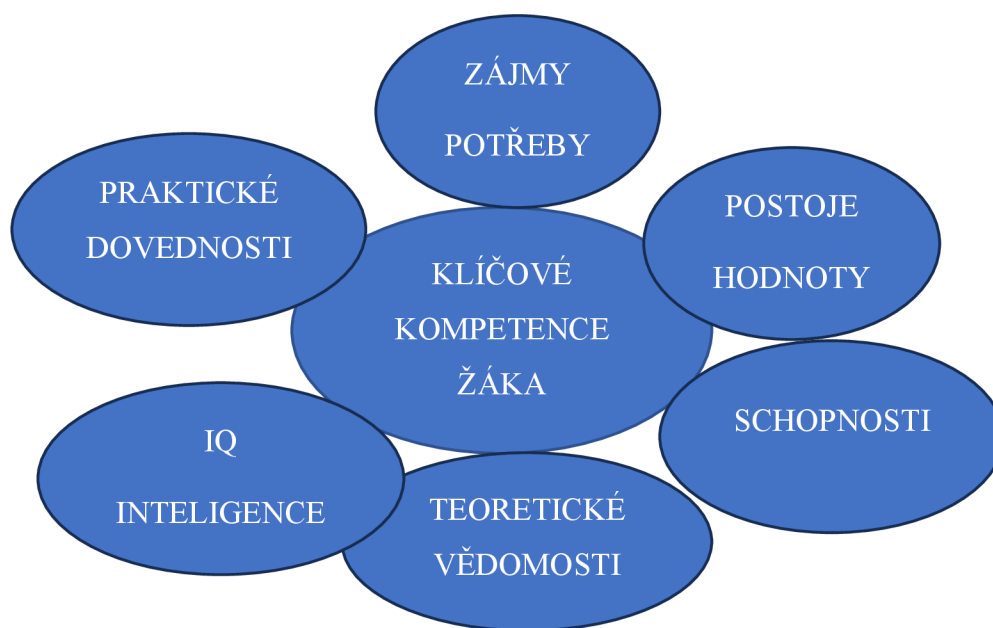 ZÁJMY
POTŘEBY
PRAKTICKÉ
DOVEDNOSTI
POSTOJE
HODNOTY
KLÍČOVÉ
KOMPETENCE
ŽÁKA
SCHOPNOSTI
IQ
INTELIGENCE
TEORETICKÉ
VĚDOMOSTI